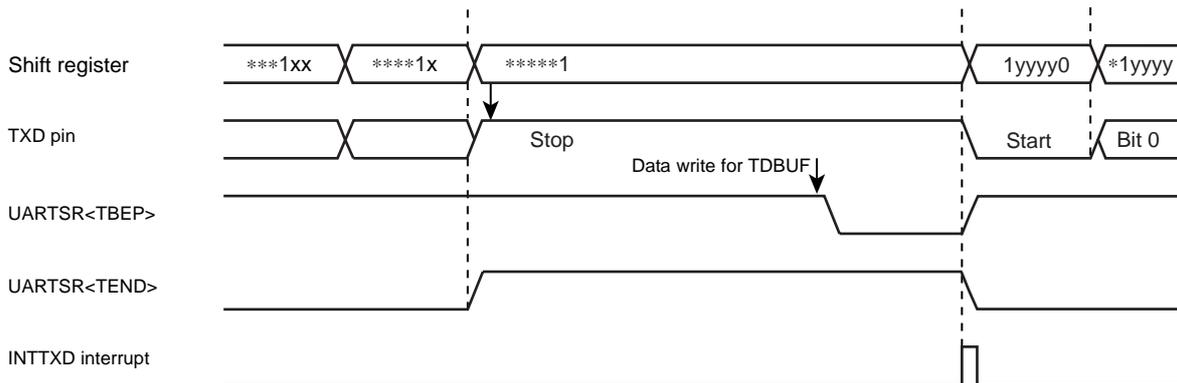 Shift register ***1xx ****1x *****1 1yyyy0 *1yyyy
TXD pin Stop Start Bit 0
Data write for TDBUF
UARTSR<TBEP>
UARTSR<TEND>
INTTXD interrupt